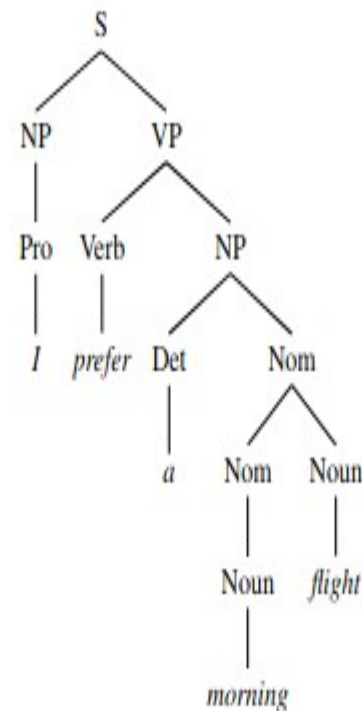 S
NP VP
Pro Verb NP
I prefer Det Nom
a Nom Noun
Noun flight
morning